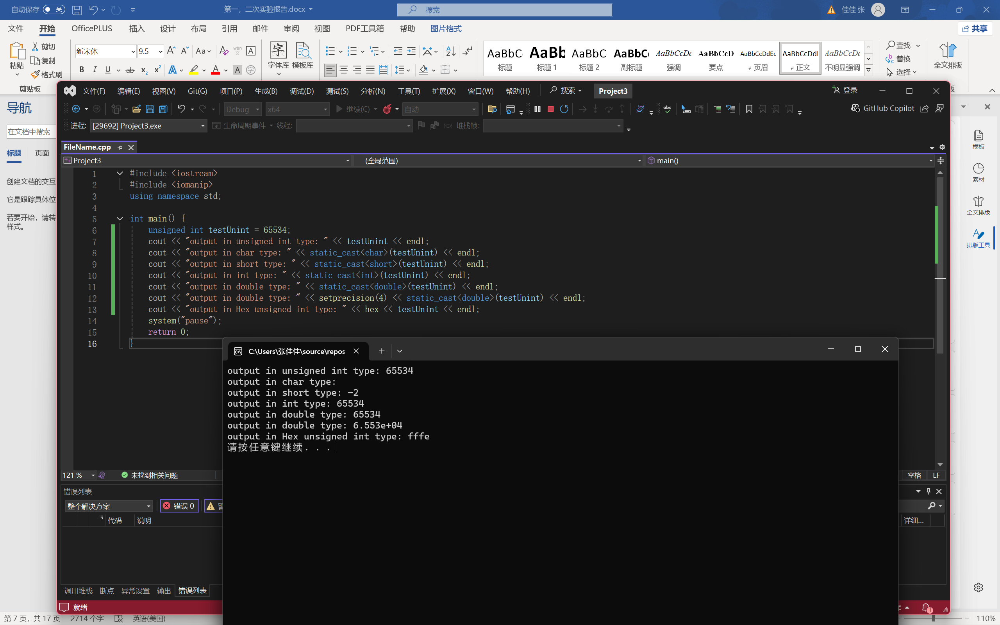 自动保存 关 第一，二次实验报告.docx 搜索 佳佳 张
文件 开始 OfficePLUS 插入 设计 布局 引用 邮件 审阅 视图 PDF工具箱 帮助 图片格式 共享
粘贴 剪切 复制 格式刷
剪贴板
新宋体 9.5
字体库 模板库
AaBbC 标题
AaBb 标题 1
AaBbC 标题 2
AaBbC 副标题
AaBbCcDc 强调
AaBbCcD 要点
AaBbCcDdEe 页眉
AaBbCcDdI 正文
AaBbCcDc 不明显强调
查找
替换
选择
全文排版
导航
在文档中搜索
标题 页面
创建文档的交互
它是跟踪具体位
若要开始，请转
样式。
文件(F) 编辑(E) 视图(V) Git(G) 项目(P) 生成(B) 调试(D) 测试(S) 分析(N) 工具(T) 扩展(X) 窗口(W) 帮助(H) 搜索 Project3 登录
Debug x64 继续(C) 自动 GitHub Copilot
进程: [29692] Project3.exe 生命周期事件 线程: 堆栈帧:
FileName.cpp
Project3 (全局范围) main()
1 #include <iostream>
2 #include <iomanip>
3 using namespace std;
4
5 int main() {
6 unsigned int testUnint = 65534;
7 cout << "output in unsigned int type: " << testUnint << endl;
8 cout << "output in char type: " << static_cast<char>(testUnint) << endl;
9 cout << "output in short type: " << static_cast<short>(testUnint) << endl;
10 cout << "output in int type: " << static_cast<int>(testUnint) << endl;
11 cout << "output in double type: " << static_cast<double>(testUnint) << endl;
12 cout << "output in double type: " << setprecision(4) << static_cast<double>(testUnint) << endl;
13 cout << "output in Hex unsigned int type: " << hex << testUnint << endl;
14 system("pause");
15 return 0;
16 }
C:\Users\张佳佳\source\repos
output in unsigned int type: 65534
output in char type:
output in short type: -2
output in int type: 65534
output in double type: 65534
output in double type: 6.553e+04
output in Hex unsigned int type: fffe
请按任意键继续. . .
121 % 未找到相关问题 空格 LF
错误列表
整个解决方案 错误 0
代码 说明 详细...
调用堆栈 断点 异常设置 输出 错误列表
就绪 1
模板
素材
全文排版
排版工具
第 7 页，共 17 页 2714 个字 英语(美国) 110%